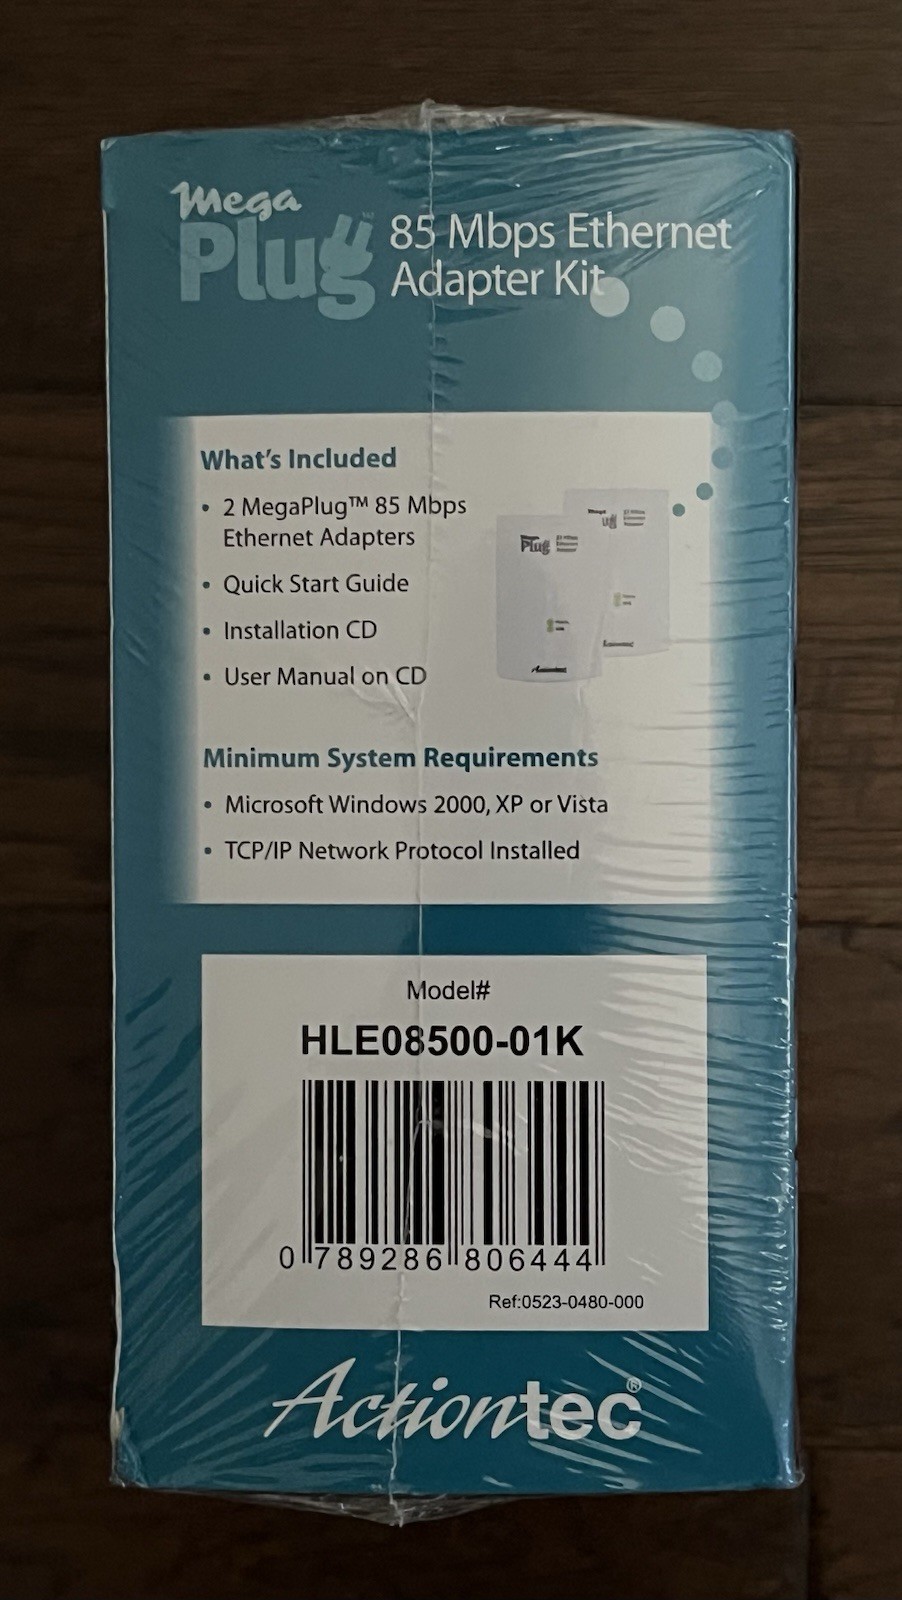 Mega
Plug
85 Mbps Ethernet
Adapter Kit
What's Included
• 2 MegaPlug™ 85 Mbps
Ethernet Adapters
• Quick Start Guide
• Installation CD
• User Manual on CD
Plug
Actiontec
Minimum System Requirements
• Microsoft Windows 2000, XP or Vista
• TCP/IP Network Protocol Installed
Model#
HLE08500-01K
0 789286 806444
Ref:0523-0480-000
Actiontec®